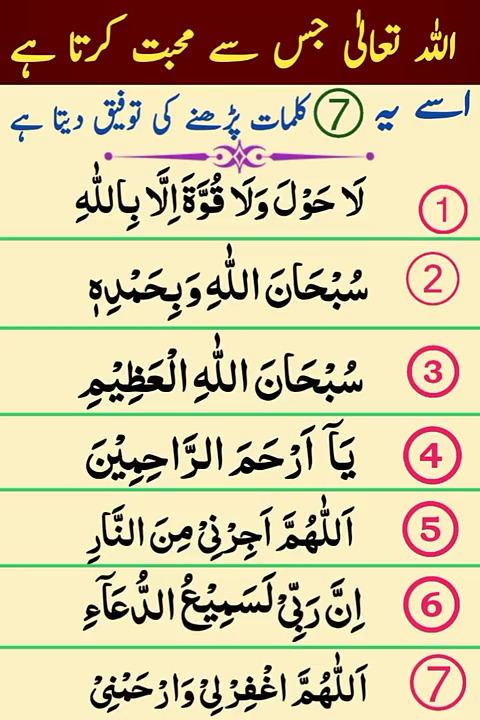 اللہ تعالیٰ جس سے محبت کرتا ہے
اسے یہ 7 کلمات پڑھنے کی توفیق دیتا ہے
1 لَا حَوْلَ وَلَا قُوَّةَ اِلَّا بِاللّٰهِ
2 سُبْحَانَ اللّٰهِ وَبِحَمْدِهٖ
3 سُبْحَانَ اللّٰهِ الْعَظِيْمِ
4 يَآ اَرْحَمَ الرَّاحِمِيْنَ
5 اَللّٰهُمَّ اَجِرْنِيْ مِنَ النَّارِ
6 اِنَّ رَبِّيْ لَسَمِيْعُ الدُّعَآءِ
7 اَللّٰهُمَّ اغْفِرْلِيْ وَارْحَمْنِيْ